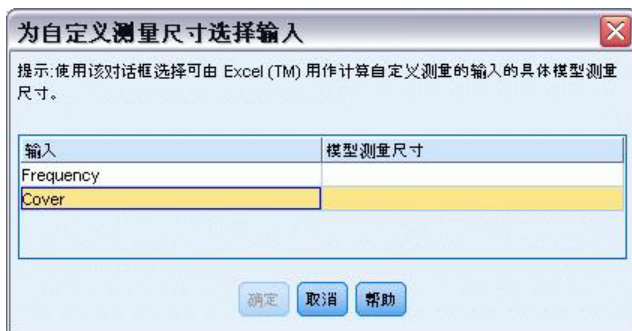 为自定义测量尺寸选择输入
提示:使用该对话框选择可由 Excel (TM) 用作计算自定义测量的输入的具体模型测量
尺寸。
输入 模型测量尺寸
Frequency
Cover
确定 取消 帮助